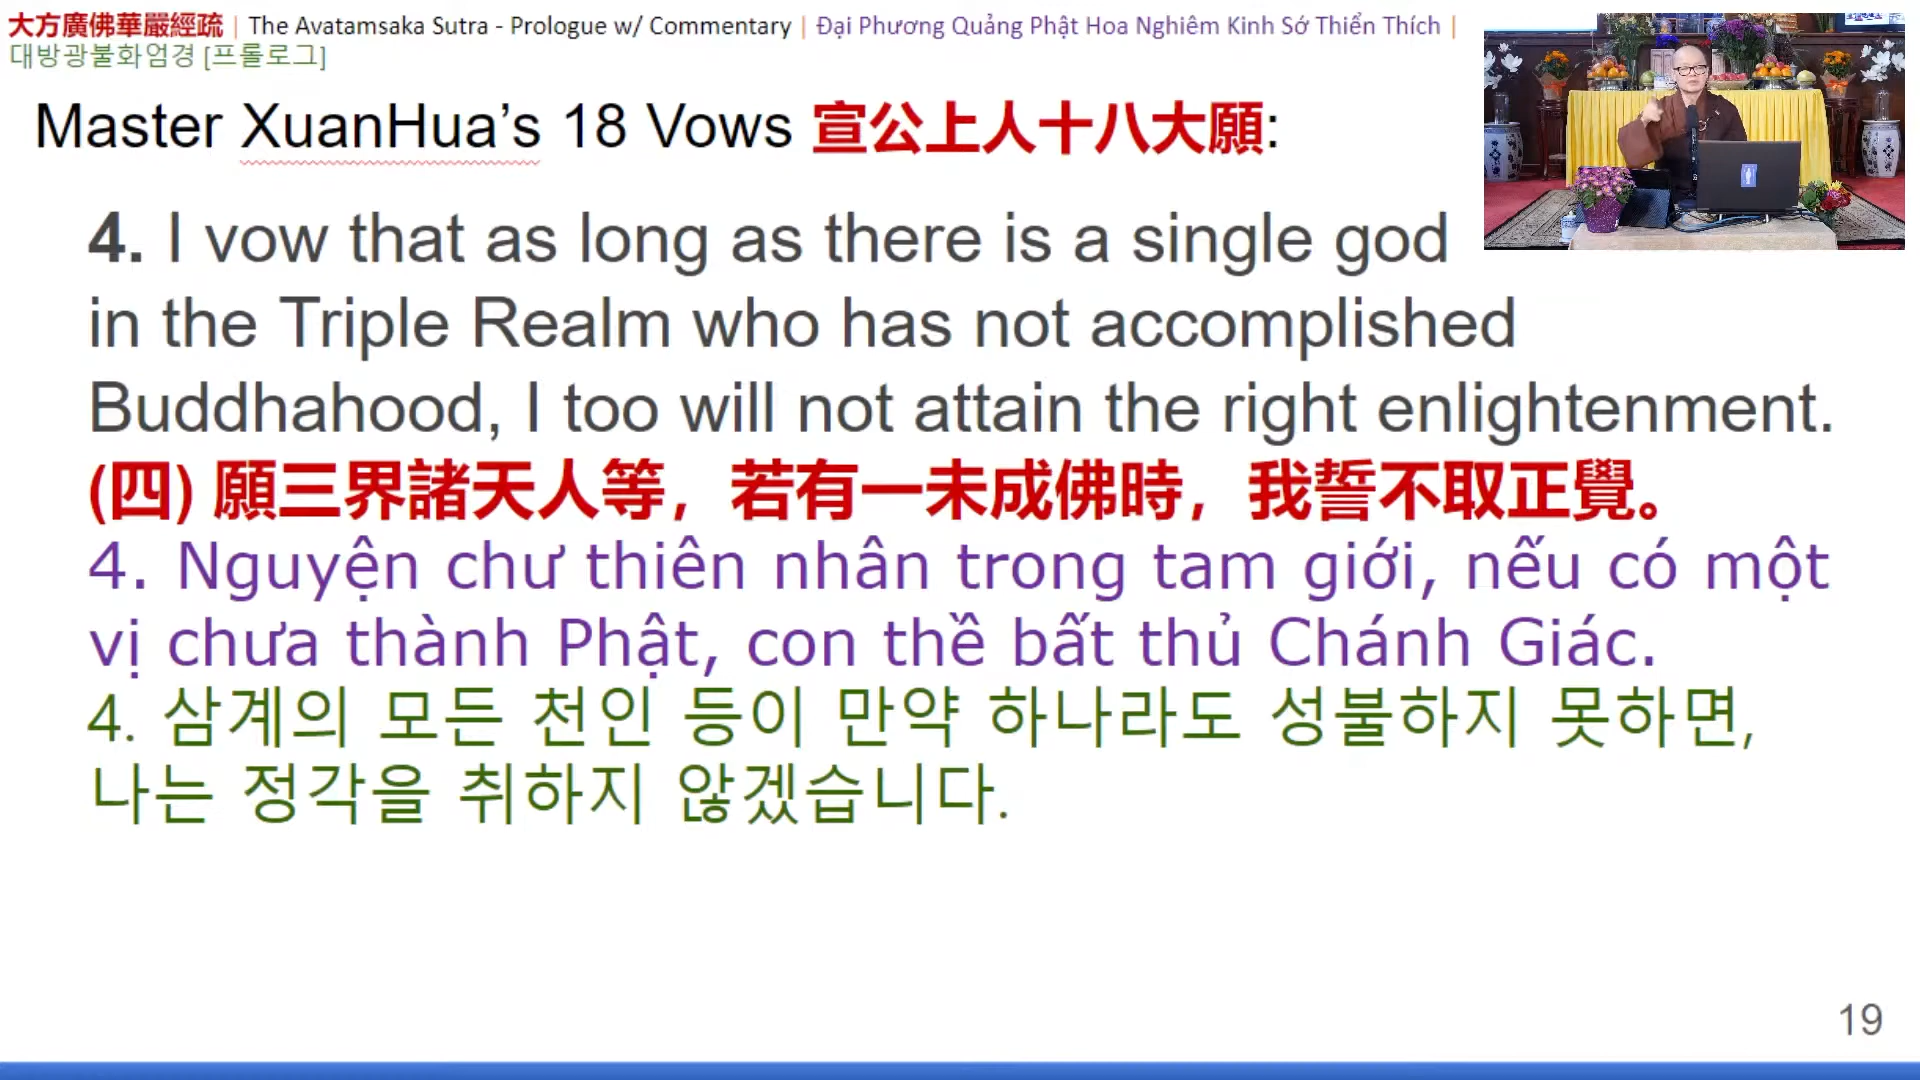 大方廣佛華嚴經疏 | The Avatamsaka Sutra - Prologue w/ Commentary | Đại Phương Quảng Phật Hoa Nghiêm Kinh Sớ Thiển Thích |
대방광불화엄경 [프롤로그]
Master XuanHua’s 18 Vows 宣公上人十八大願:
4. I vow that as long as there is a single god
in the Triple Realm who has not accomplished
Buddhahood, I too will not attain the right enlightenment.
(四) 願三界諸天人等，若有一未成佛時，我誓不取正覺。
4. Nguyện chư thiên nhân trong tam giới, nếu có một
vị chưa thành Phật, con thề bất thủ Chánh Giác.
4. 삼계의 모든 천인 등이 만약 하나라도 성불하지 못하면,
나는 정각을 취하지 않겠습니다.
19